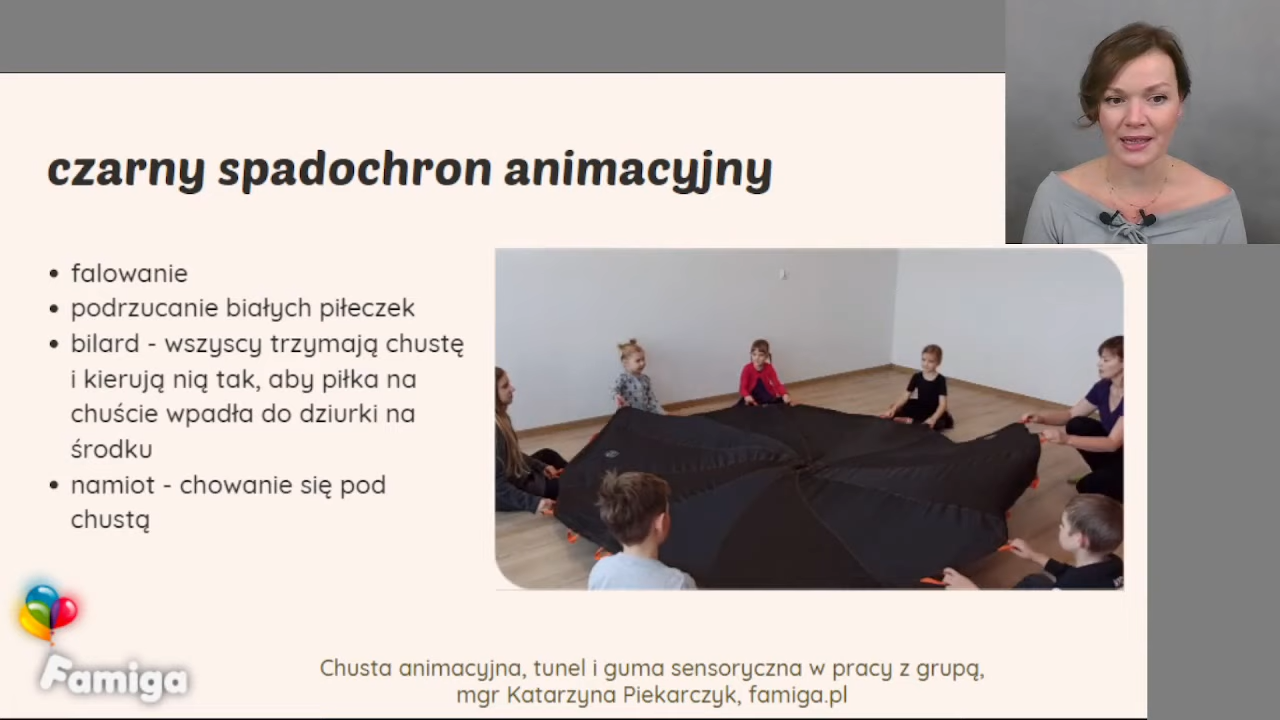 czarny spadochron animacyjny
• falowanie
• podrzucanie białych piłeczek
• bilard - wszyscy trzymają chustę
i kierują nią tak, aby piłka na
chuście wpadła do dziurki na
środku
• namiot - chowanie się pod
chustą
Famiga
Chusta animacyjna, tunel i guma sensoryczna w pracy z grupą,
mgr Katarzyna Piekarczyk, famiga.pl